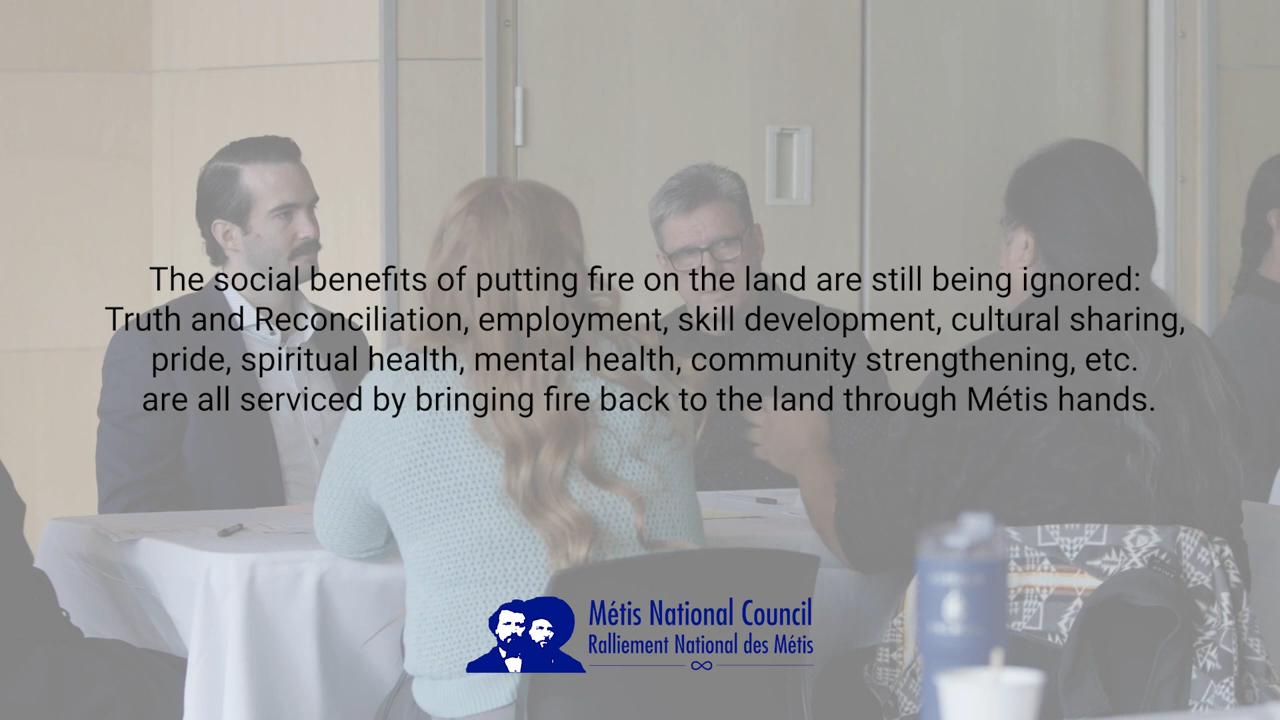 The social benefits of putting fire on the land are still being ignored:
Truth and Reconciliation, employment, skill development, cultural sharing,
pride, spiritual health, mental health, community strengthening, etc.
are all serviced by bringing fire back to the land through Métis hands.
Métis National Council
Ralliement National des Métis